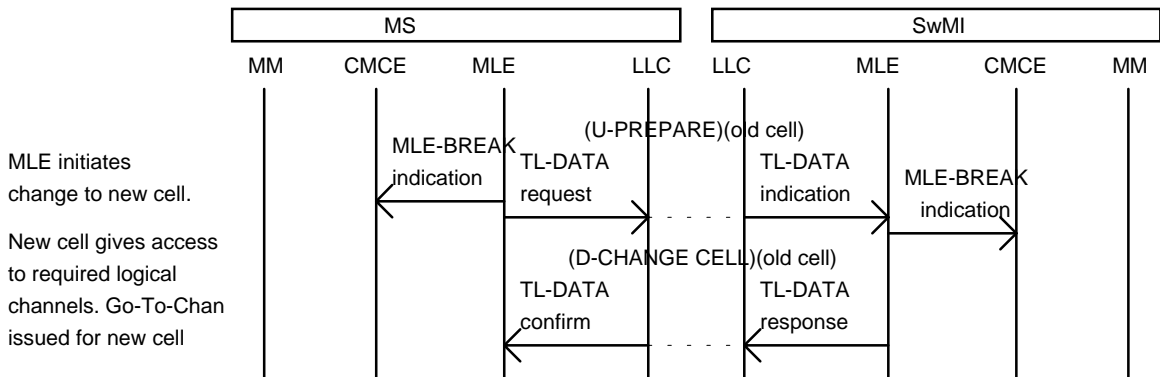 MS
SwMI
MM CMCE MLE LLC LLC MLE CMCE MM
(U-PREPARE)(old cell)
MLE initiates
change to new cell.
MLE-BREAK
indication
TL-DATA
request
TL-DATA
indication
MLE-BREAK
indication
New cell gives access
to required logical
channels. Go-To-Chan
issued for new cell
(D-CHANGE CELL)(old cell)
TL-DATA
confirm
TL-DATA
response